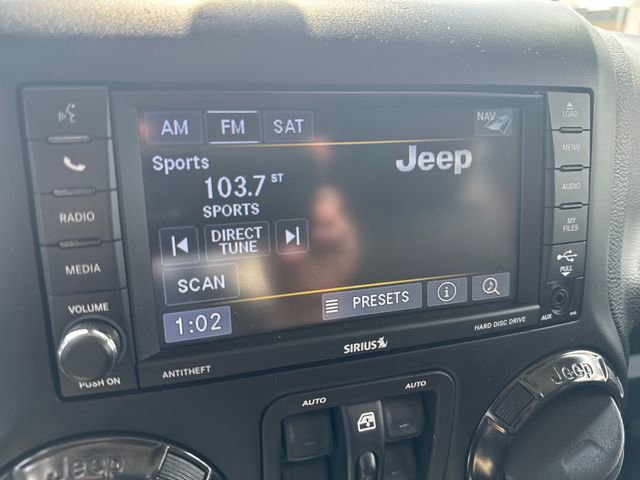 AM FM SAT NAV
LOAD
Sports
Jeep
MENU
103.7 ST
SPORTS
RADIO
AUDIO
DIRECT
TUNE
MY
FILES
MEDIA
SCAN
PULL
VOLUME
PRESETS
1:02
AUX
SIRIUS
HARD DISC DRIVE
PUSH ON
ANTITHEFT
AUTO AUTO
Jeep
Jeep